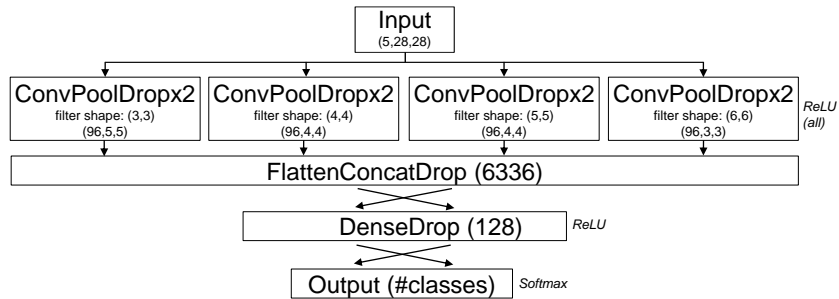 Input
(5,28,28)
ConvPoolDropx2
filter shape: (3,3)
(96,5,5)
ConvPoolDropx2
filter shape: (4,4)
(96,4,4)
ConvPoolDropx2
filter shape: (5,5)
(96,4,4)
ConvPoolDropx2
filter shape: (6,6)
(96,3,3)
ReLU
(all)
FlattenConcatDrop (6336)
DenseDrop (128)
ReLU
Output (#classes)
Softmax